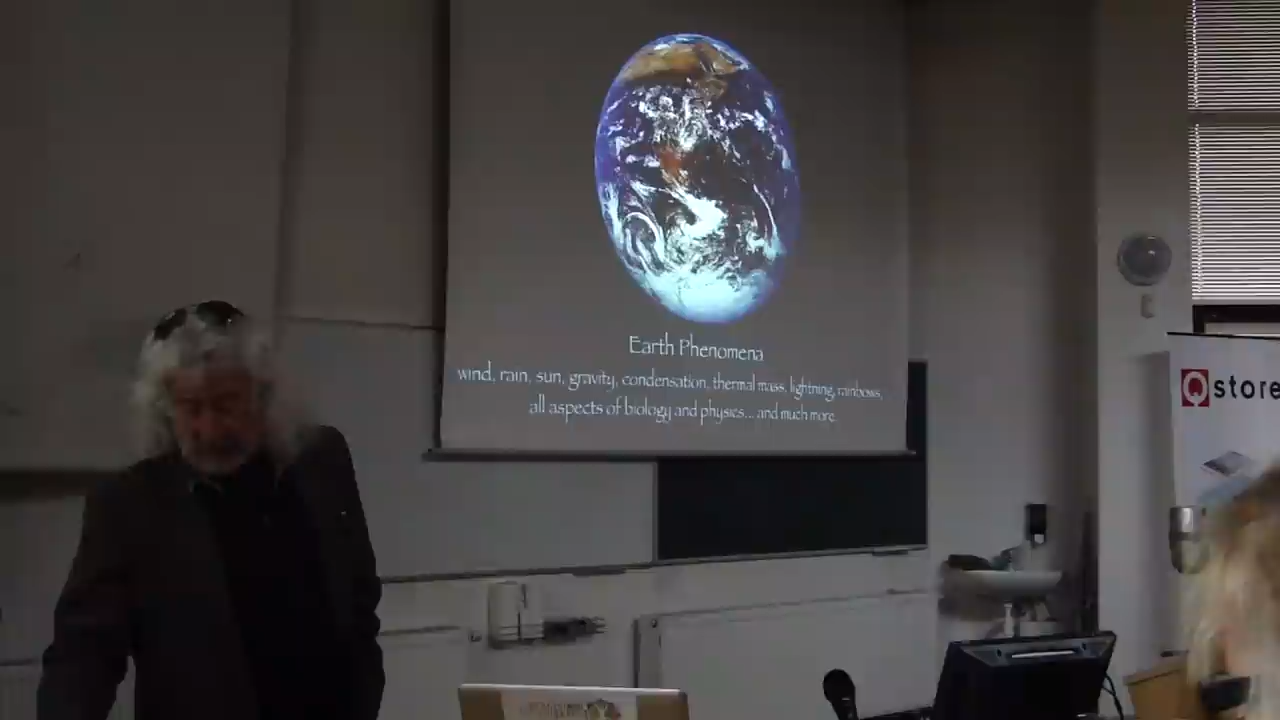 Earth Phenomena
wind, rain, sun, gravity, condensation, thermal mass, lightning, rainbows,
all aspects of biology and physics... and much more.
Qstore